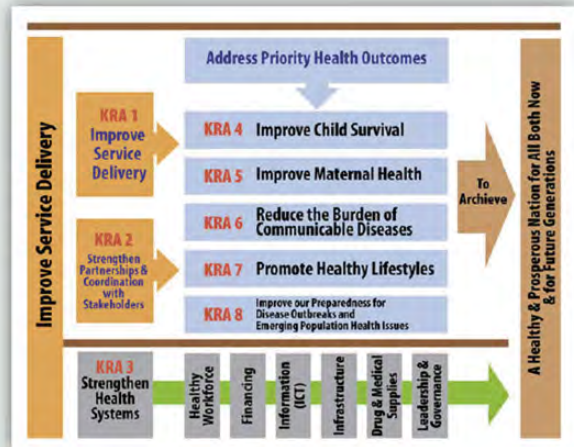 Improve Service Delivery
Address Priority Health Outcomes
KRA 1
Improve
Service
Delivery
KRA 2
Strengthen
Partnerships &
Coordination
with
Stakeholders
KRA 4 Improve Child Survival
KRA 5 Improve Maternal Health
KRA 6 Reduce the Burden of
Communicable Diseases
KRA 7 Promote Healthy Lifestyles
KRA 8 Improve our Preparedness for
Disease Outbreaks and
Emerging Population Health Issues
To
Archieve
A Healthy & Prosperous Nation for All Both Now
& for Future Generations
KRA 3
Strengthen
Health
Systems
Healthy
Workforce
Financing
Information
(ICT)
Infrastructure
Drug & Medical
Supplies
Leadership &
Governance